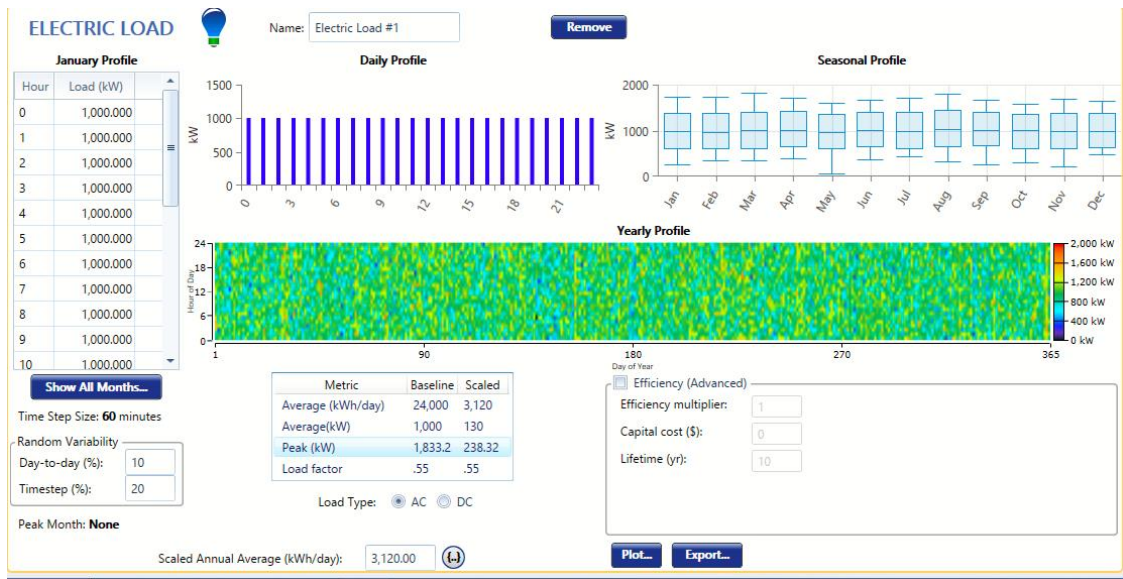 ELECTRIC LOAD
Name: Electric Load #1
Remove
January Profile
Hour Load (kW)
0 1,000.000
1 1,000.000
2 1,000.000
3 1,000.000
4 1,000.000
5 1,000.000
6 1,000.000
7 1,000.000
8 1,000.000
9 1,000.000
10 1,000.000
Show All Months...
Time Step Size: 60 minutes
Random Variability
Day-to-day (%): 10
Timestep (%): 20
Peak Month: None
Daily Profile
kW
1500
1000
500
0
0 3 6 9 12 15 18 21
Seasonal Profile
kW
2000
1000
0
Jan Feb Mar Apr May Jun Jul Aug Sep Oct Nov Dec
Yearly Profile
Hour of Day
24
18
12
6
0
1 90 180 270 365
Day of Year
2,000 kW
1,600 kW
1,200 kW
800 kW
400 kW
0 kW
Metric Baseline Scaled
Average (kWh/day) 24,000 3,120
Average(kW) 1,000 130
Peak (kW) 1,833.2 238.32
Load factor .55 .55
Load Type: AC DC
Scaled Annual Average (kWh/day): 3,120.00 {..}
Efficiency (Advanced)
Efficiency multiplier: 1
Capital cost ($): 0
Lifetime (yr): 10
Plot... Export...